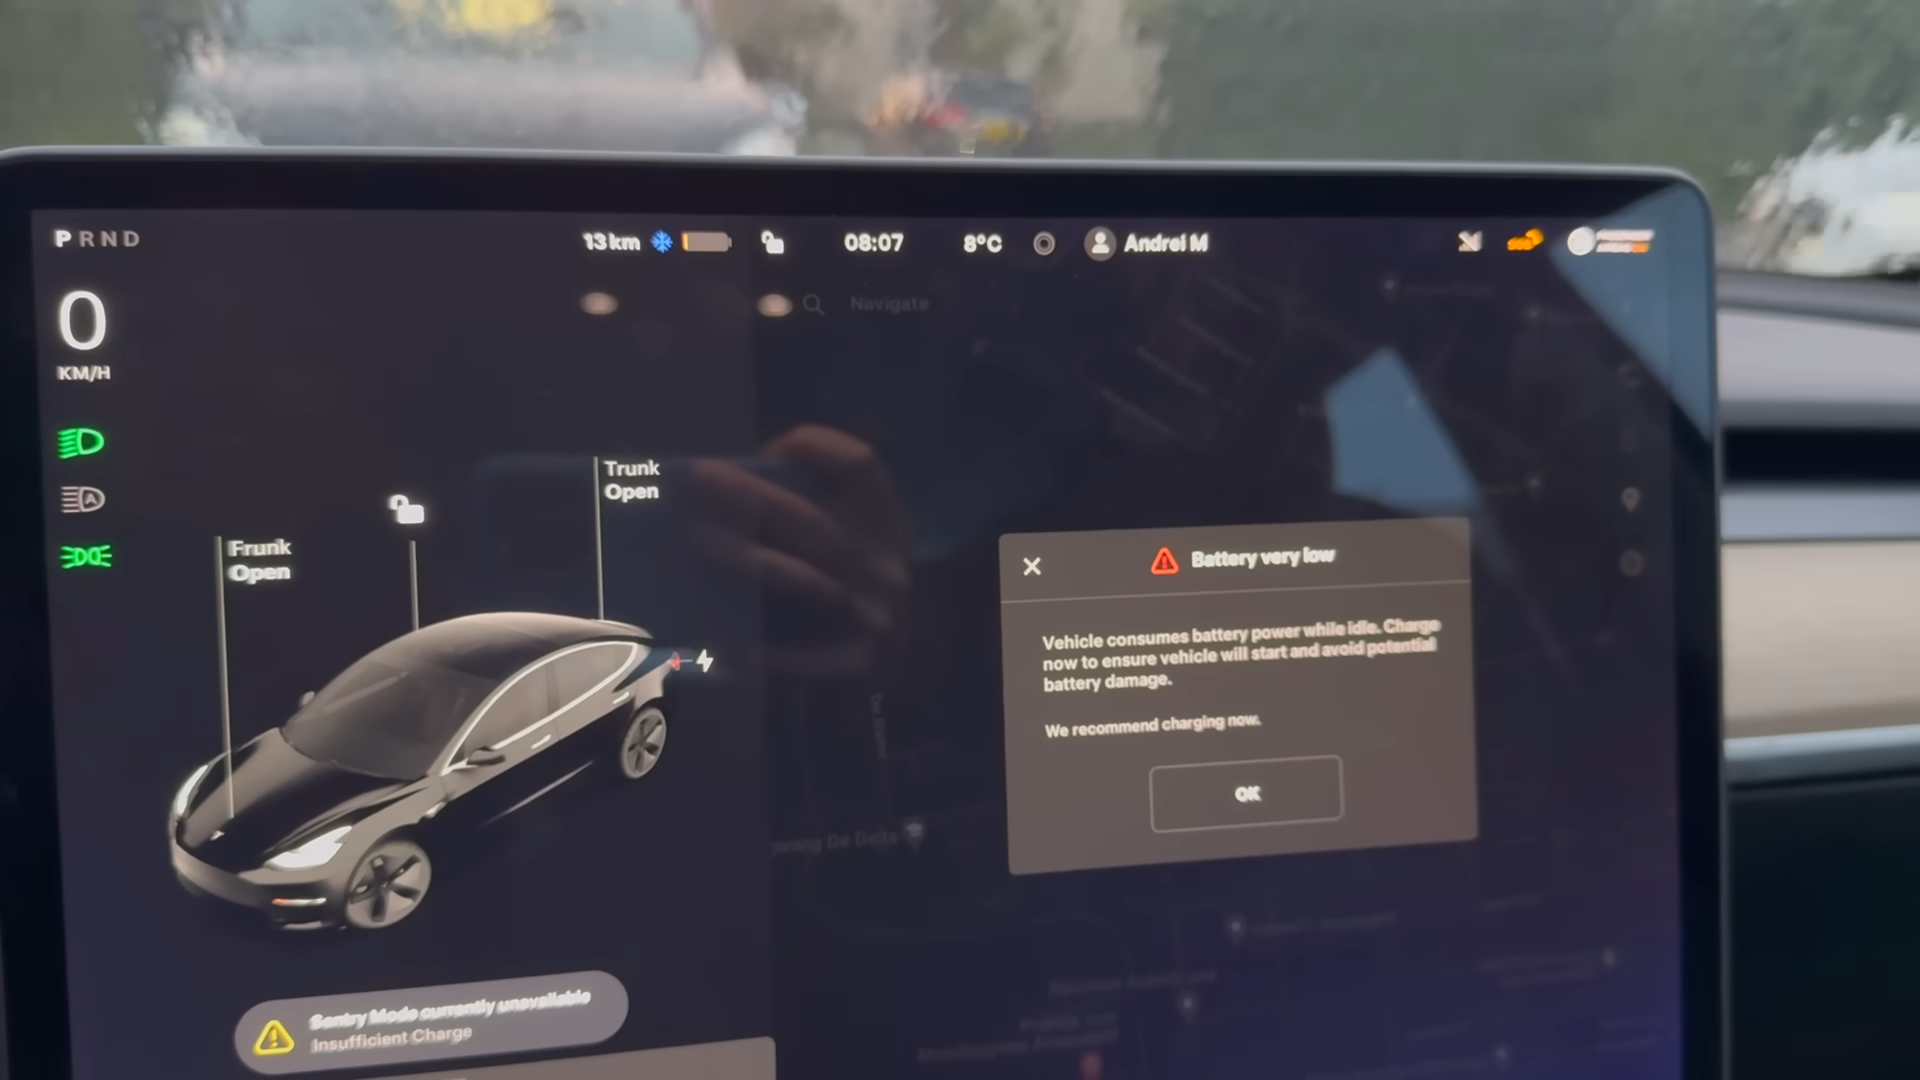 PRND
13 km
08:07
8°C
Andrei M
0
KM/H
Navigate
Trunk
Open
Frunk
Open
Battery very low
Vehicle consumes battery power while idle. Charge
now to ensure vehicle will start and avoid potential
battery damage.
We recommend charging now.
OK
Sentry Mode currently unavailable
Insufficient Charge